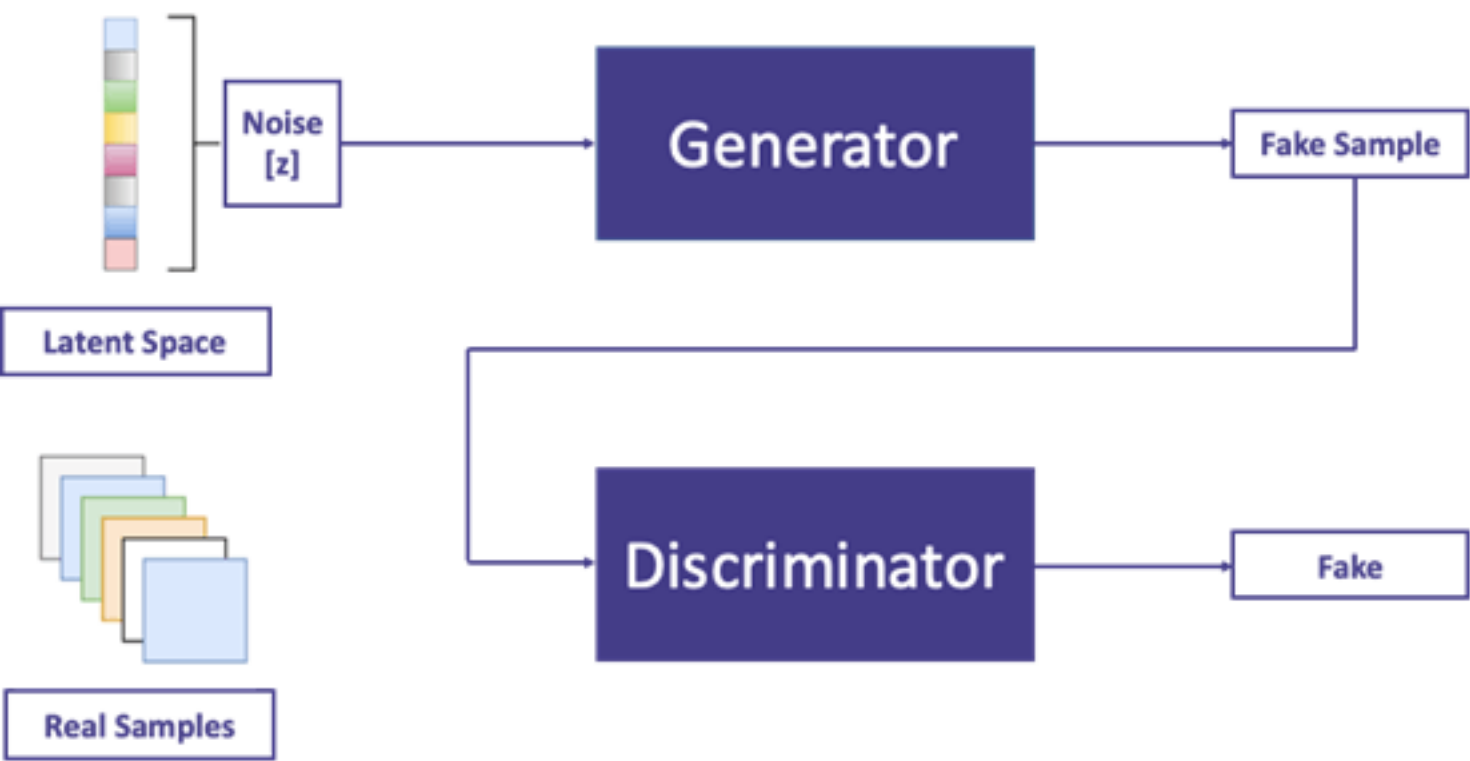 Noise
[z]
Generator
Fake Sample
Latent Space
Discriminator
Fake
Real Samples